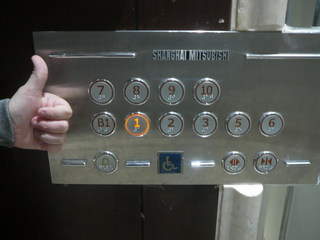 SHANGHAI MITSUBISHI
7 8 9 10
B1 1 2 3 5 6